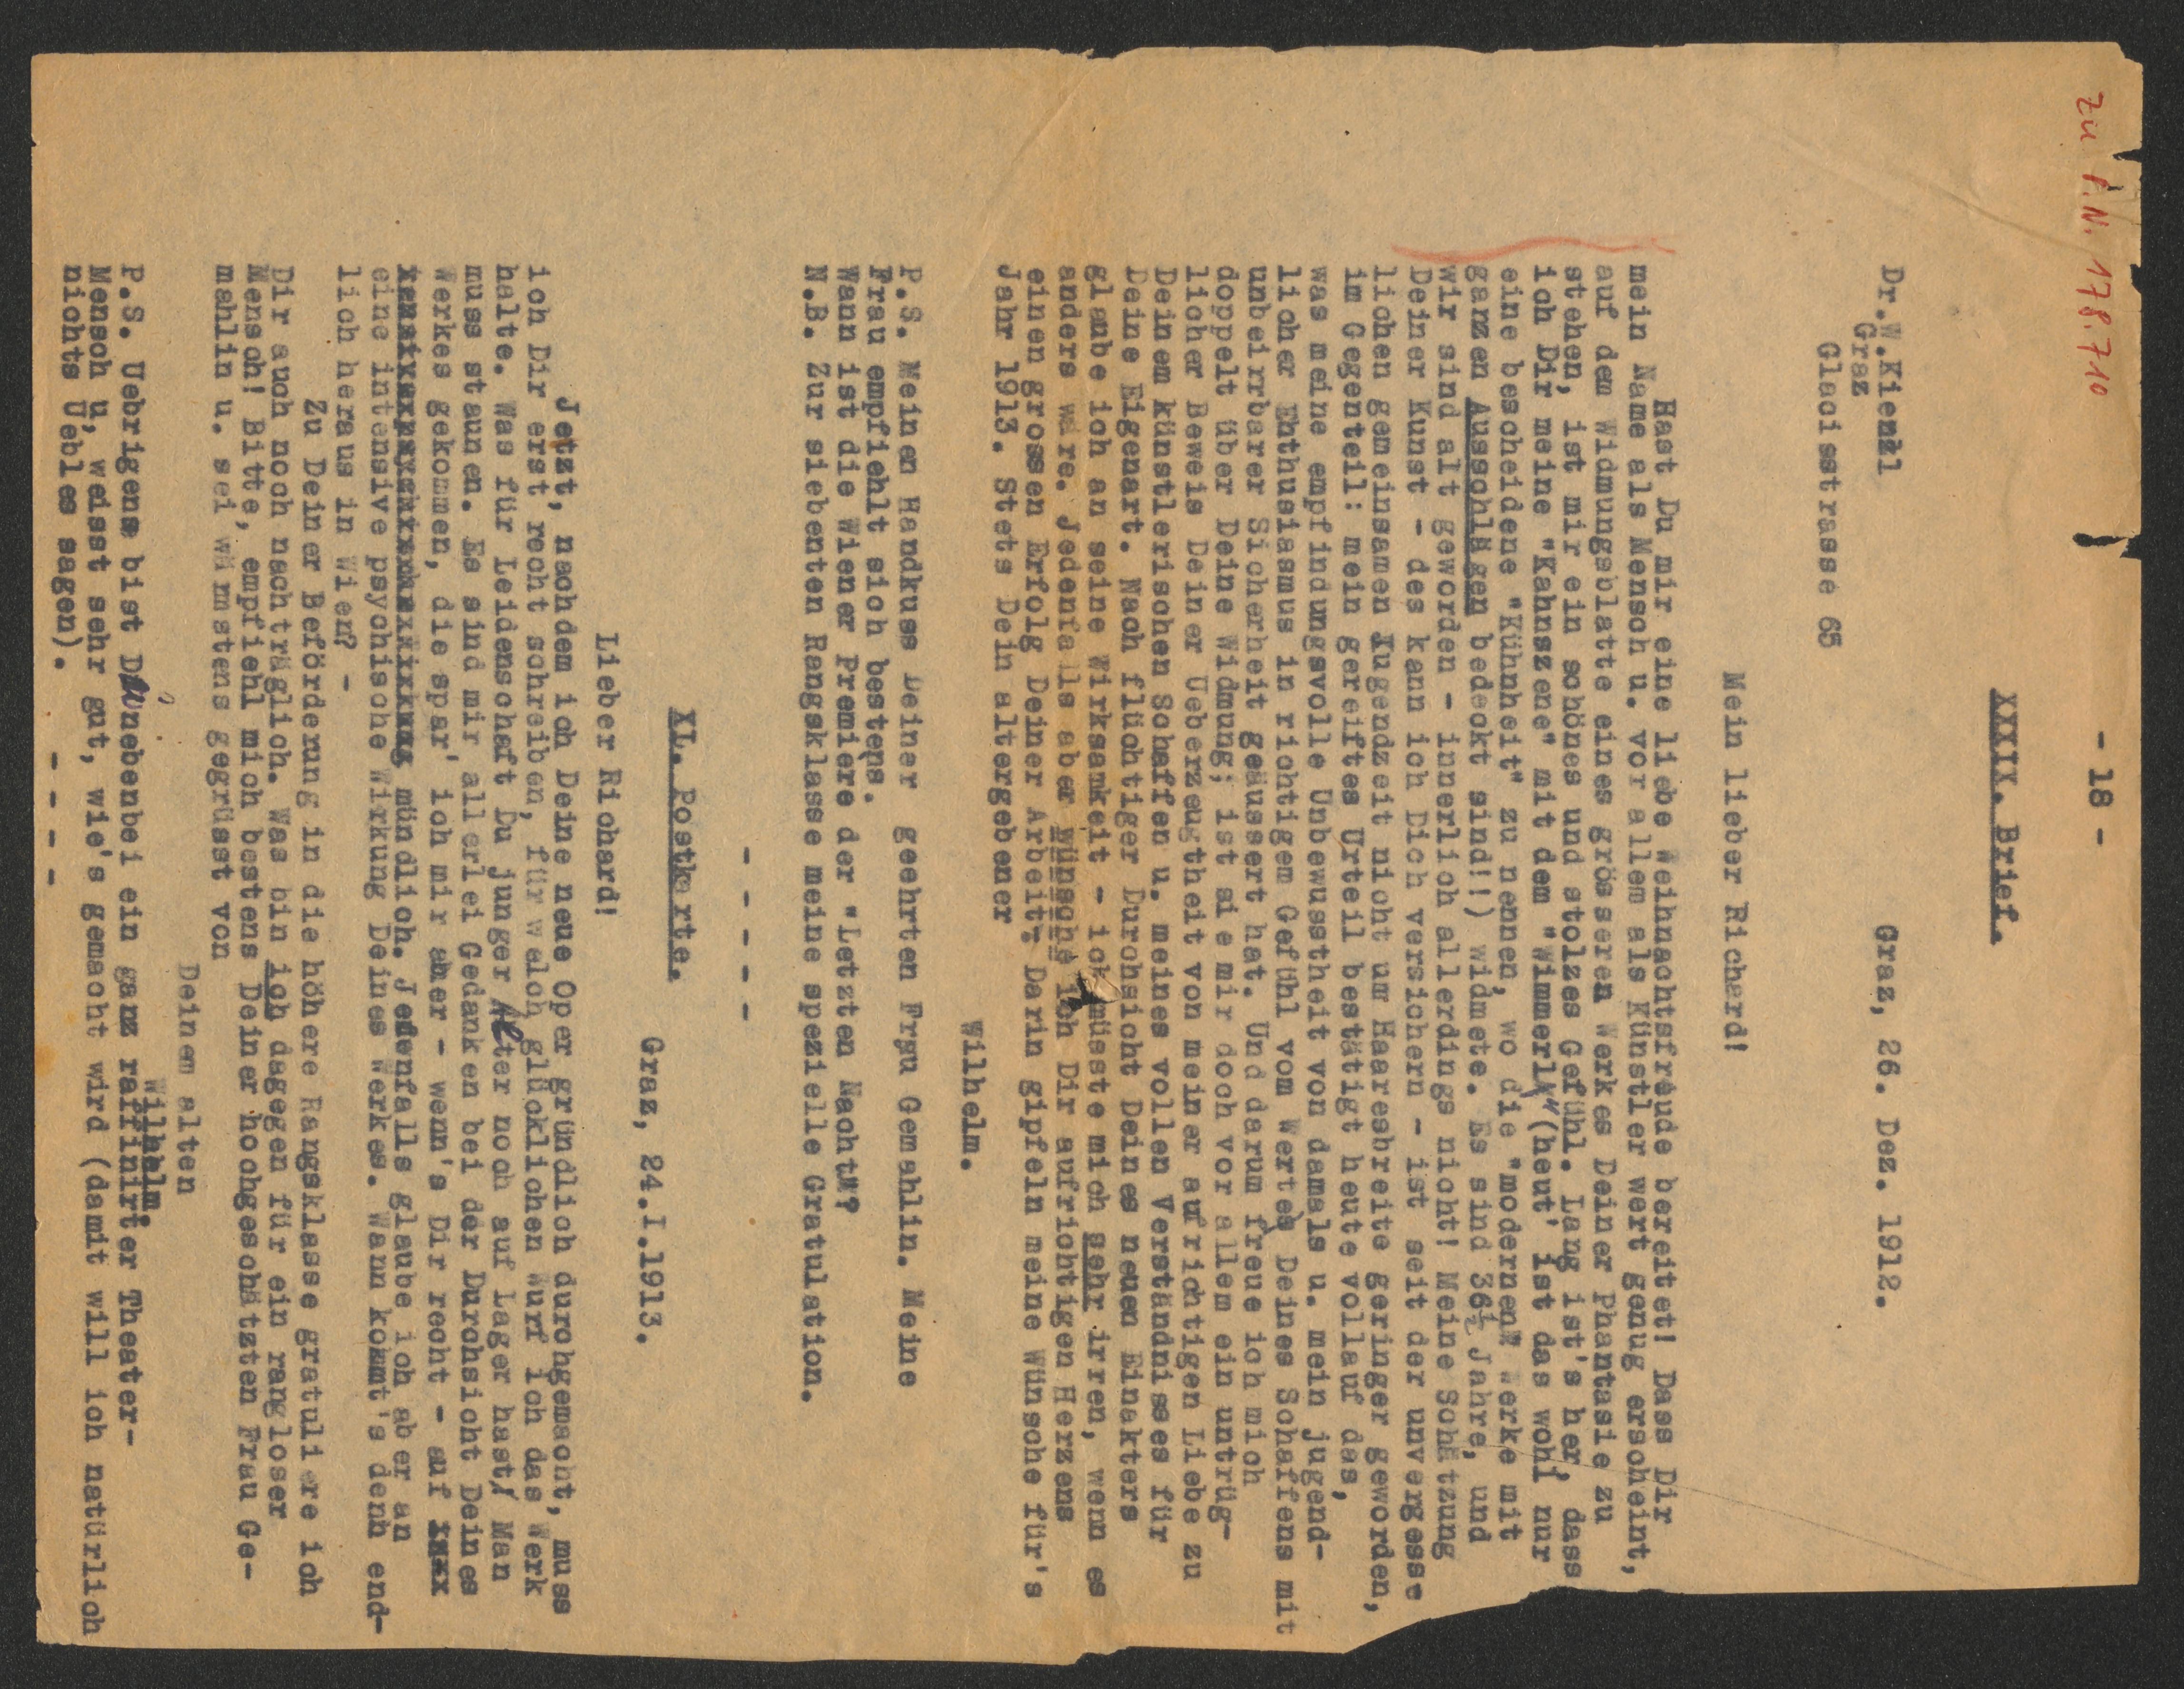 zu I.N. 178.710
- 18 -
XXXIX. Brief.
Dr.W.Kienzl
Graz
Glacisstrasse 65
Graz, 26. Dez. 1912.
Mein lieber Richard!
Hast Du mir eine liebe Weihnachtsfreude bereitet! Dass Dir
mein Name als Mensch u. vor allem als Künstler wert genug erscheint,
auf dem Widmungsblatte eines grösseren Werkes Deiner Phantasie zu
stehen, ist mir ein schönes und stolzes Gefühl. Lang ist's her, dass
ich Dir meine "Kahnszene" mit dem "Wimmerl" (heut' ist das wohl nur
eine bescheidene "Kühnheit" zu nennen, wo die "modernen" Werke mit
ganzen Ausschlägen bedeckt sind!!) widmete. Es sind 36½ Jahre, und
wir sind alt geworden - innerlich allerdings nicht! Meine Schätzung
Deiner Kunst - des kann ich Dich versichern - ist seit der unvergesse
lichen gemeinsamen Jugendzeit nicht um Haaresbreite geringer geworden,
im Gegenteil: mein gereiftes Urteil bestätigt heute vollauf das,
was meine empfindungsvolle Unbewusstheit von damals u. mein jugend-
licher Enthusiasmus in richtigem Gefühl vom Werte Deines Schaffens mit
unbeirrbarer Sicherheit geäussert hat. Und darum freue ich mich
doppelt über Deine Widmung; ist sie mir doch vor allem ein untrüg-
licher Beweis Deiner Ueberzeugtheit von meiner aufrichtigen Liebe zu
Deinem künstlerischen Schaffen u. meines vollen Verständnisses für
Deine Eigenart. Nach flüchtiger Durchsicht Deines neuen Einakters
glaube ich an seine Wirksamkeit - ich müsste mich sehr irren, wenn es
anders wäre. Jedenfalls aber wünsche ich Dir aufrichtigen Herzens
einen grossen Erfolg Deiner Arbeit. Darin gipfeln meine Wünsche für's
Jahr 1913. Stets Dein altergebener
Wilhelm.
P.S. Meinen Handkuss Deiner geehrten Frau Gemahlin. Meine
Frau empfiehlt sich bestens.
Wann ist die Wiener Premiere der "Letzten Nacht"?
N.B. Zur siebenten Rangsklasse meine spezielle Gratulation.
- - - -
XL. Postkarte.
Graz, 24.I.1913.
Lieber Richard!
Jetzt, nachdem ich Deine neue Oper gründlich durchgemacht, muss
ich Dir erst recht schreiben, für welch glücklichen Wurf ich das Werk
halte. Was für Leidenschaft Du junger Alter noch auf Lager hast! Man
muss staunen. Es sind mir allerlei Gedanken bei der Durchsicht Deines
Werkes gekommen, die spar' ich mir aber - wenn's Dir recht - auf
mündlich. Jedenfalls glaube ich aber an
eine intensive psychische Wirkung Deines Werkes. Wann kommt's denn end-
lich heraus in Wien? -
Zu Deiner Beförderung in die höhere Rangsklasse gratuliere ich
Dir auch noch nachträglich. Was bin ich dagegen für ein rangloser
Mensch! Bitte, empfiehl mich bestens Deiner hochgeschätzten Frau Ge-
mahlin u. sei wärmstens gegrüsst von
Deinem alten
Wilhelm.
P.S. Uebrigens bist Du nebenbei ein ganz raffinirter Theater-
Mensch u, weisst sehr gut, wie's gemacht wird (damit will ich natürlich
nichts Uebles sagen).
- - - -